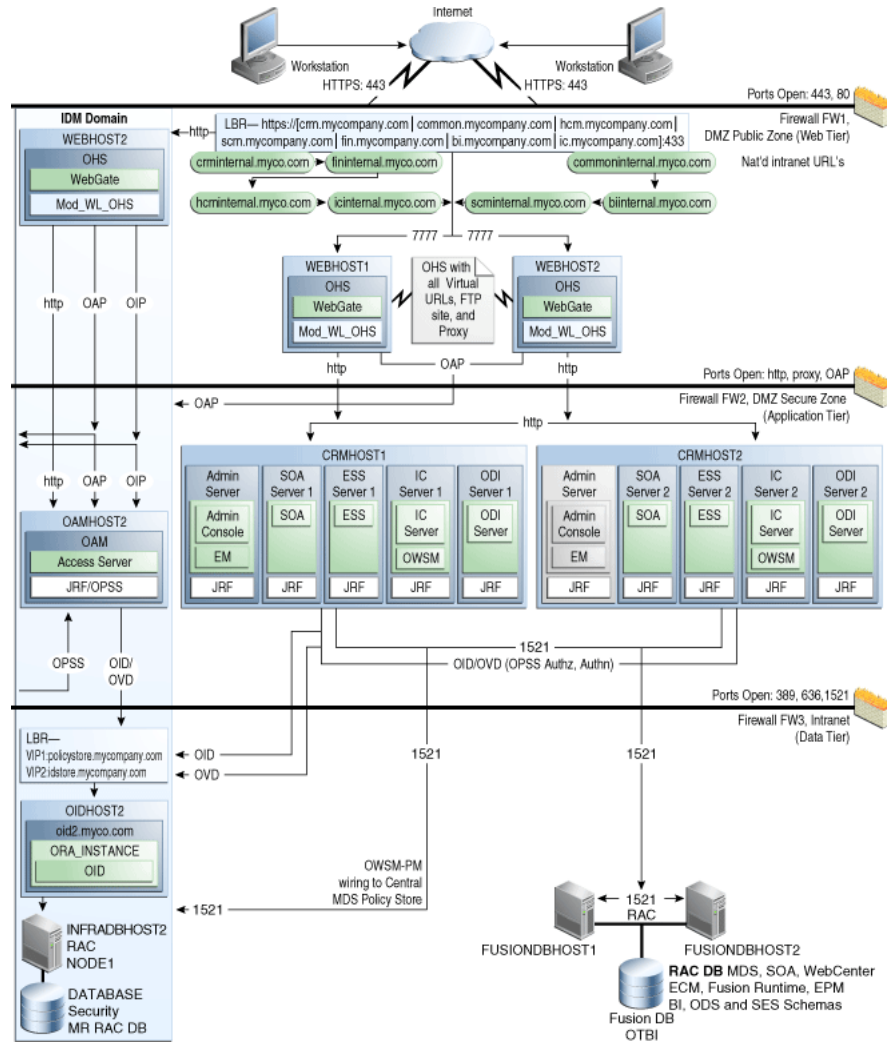 Internet
Workstation
Workstation
HTTPS: 443
HTTPS: 443
Ports Open: 443, 80
Firewall FW1,
DMZ Public Zone (Web Tier)
Nat'd intranet URL's
IDM Domain
WEBHOST2
OHS
WebGate
Mod_WL_OHS
http
LBR— https://[crm.mycompany.com | common.mycompany.com | hcm.mycompany.com |
scm.mycompany.com | fin.mycompany.com | bi.mycompany.com | ic.mycompany.com]:433
crminternal.myco.com
fininternal.myco.com
commoninternal.myco.com
hcminternal.myco.com
icinternal.myco.com
scminternal.myco.com
biinternal.myco.com
7777
7777
WEBHOST1
OHS
WebGate
Mod_WL_OHS
OHS with
all Virtual
URLs, FTP
site, and
Proxy
WEBHOST2
OHS
WebGate
Mod_WL_OHS
http
OAP
OIP
http
OAP
http
Ports Open: http, proxy, OAP
Firewall FW2, DMZ Secure Zone
(Application Tier)
OAP
http
http
OAP
OIP
OAMHOST2
OAM
Access Server
JRF/OPSS
CRMHOST1
Admin
Server
Admin
Console
EM
JRF
SOA
Server 1
SOA
JRF
ESS
Server 1
ESS
JRF
IC
Server 1
IC
Server
OWSM
JRF
ODI
Server 1
ODI
Server
JRF
CRMHOST2
Admin
Server
Admin
Console
EM
JRF
SOA
Server 2
SOA
JRF
ESS
Server 2
ESS
JRF
IC
Server 2
IC
Server
OWSM
JRF
ODI
Server 2
ODI
Server
JRF
OPSS
OID/
OVD
1521
OID/OVD (OPSS Authz, Authn)
Ports Open: 389, 636,1521
Firewall FW3, Intranet
(Data Tier)
LBR—
VIP1:policystore.mycompany.com
VIP2:idstore.mycompany.com
OID
OVD
1521
1521
OIDHOST2
oid2.myco.com
ORA_INSTANCE
OID
OWSM-PM
wiring to Central
MDS Policy Store
1521
INFRADBHOST2
RAC
NODE1
DATABASE
Security
MR RAC DB
1521
RAC
FUSIONDBHOST1
FUSIONDBHOST2
RAC DB MDS, SOA, WebCenter
ECM, Fusion Runtime, EPM
BI, ODS and SES Schemas
Fusion DB
OTBI